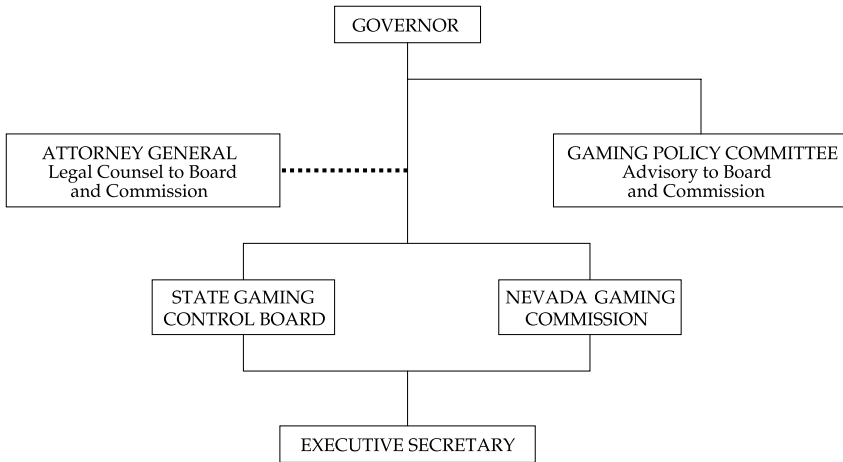 GOVERNOR
ATTORNEY GENERAL
Legal Counsel to Board
and Commission
GAMING POLICY COMMITTEE
Advisory to Board
and Commission
STATE GAMING
CONTROL BOARD
NEVADA GAMING
COMMISSION
EXECUTIVE SECRETARY